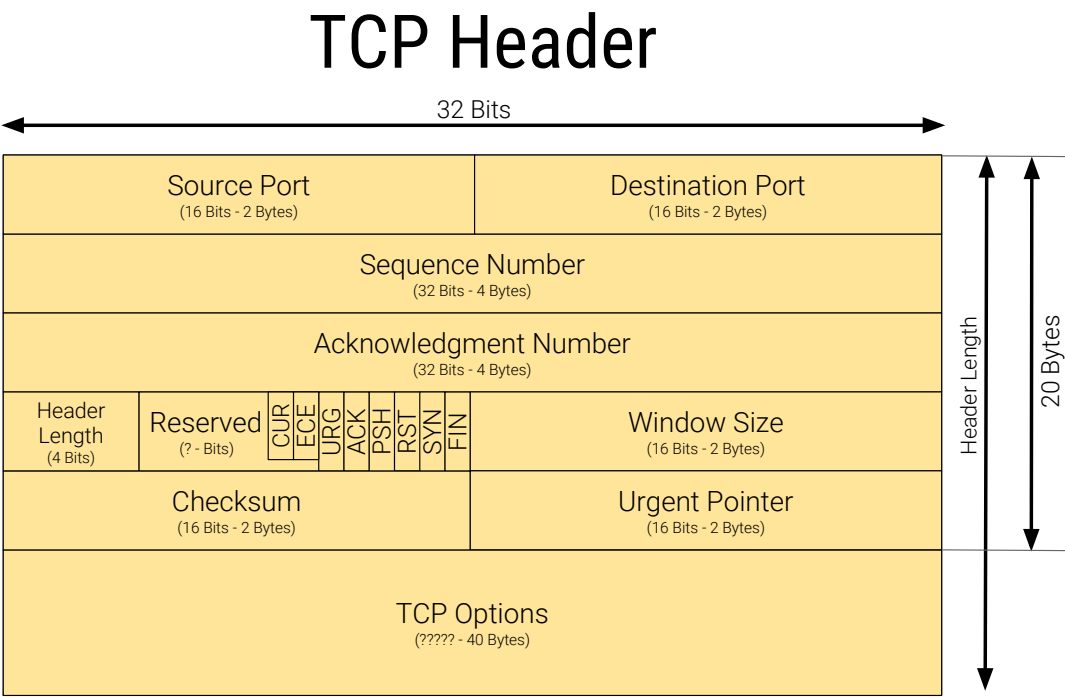 TCP Header
32 Bits
Source Port
(16 Bits - 2 Bytes)
Destination Port
(16 Bits - 2 Bytes)
Sequence Number
(32 Bits - 4 Bytes)
Acknowledgment Number
(32 Bits - 4 Bytes)
Header
Length
(4 Bits)
Reserved
(? - Bits)
CUR
ECE
URG
ACK
PSH
RST
SYN
FIN
Window Size
(16 Bits - 2 Bytes)
Checksum
(16 Bits - 2 Bytes)
Urgent Pointer
(16 Bits - 2 Bytes)
TCP Options
(????? - 40 Bytes)
Header Length
20 Bytes